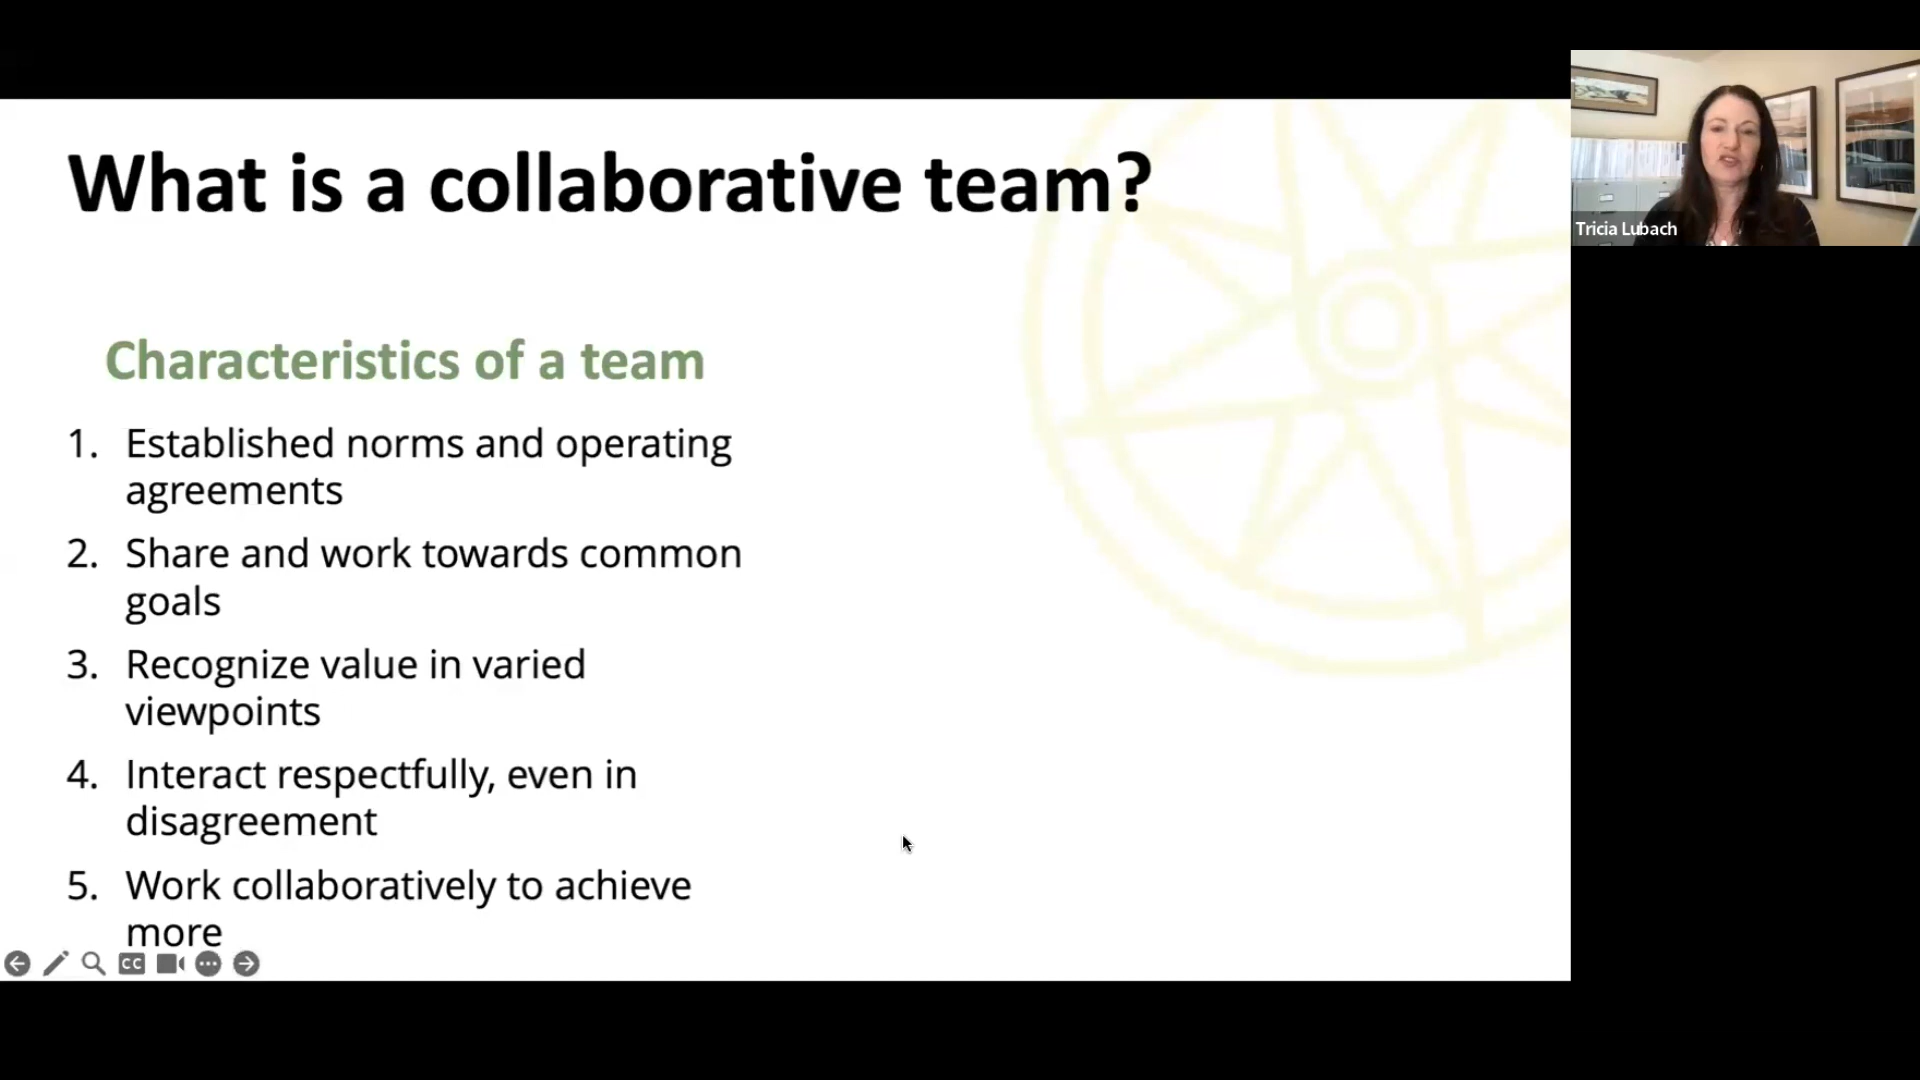 What is a collaborative team?
Tricia Lubach
Characteristics of a team
1. Established norms and operating
agreements
2. Share and work towards common
goals
3. Recognize value in varied
viewpoints
4. Interact respectfully, even in
disagreement
5. Work collaboratively to achieve
more
CC